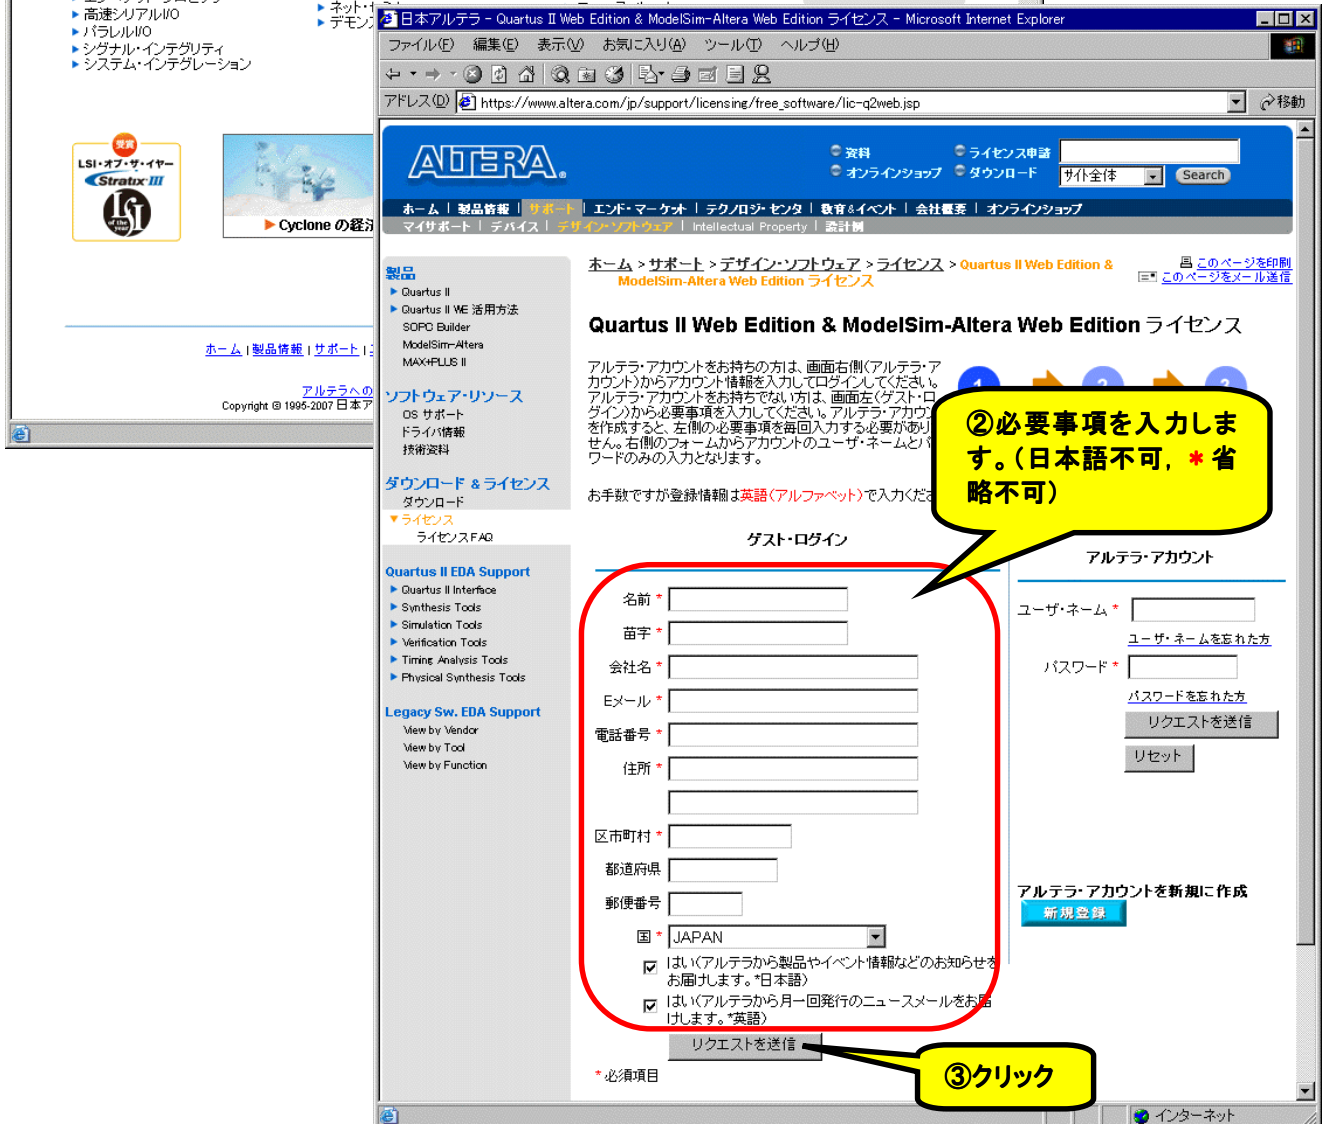 高速シリアルI/O
パラレルI/O
シグナル・インテグリティ
システム・インテグレーション
受賞
LSI・オブ・ザ・イヤー
Stratix III
LSI
of the year
Cyclone の経済
ホーム | 製品情報 | サポート |
アルテラへの
Copyright © 1995-2007 日本ア
日本アルテラ - Quartus II Web Edition & ModelSim-Altera Web Edition ライセンス - Microsoft Internet Explorer
ファイル(F) 編集(E) 表示(V) お気に入り(A) ツール(T) ヘルプ(H)
アドレス(D) https://www.altera.com/jp/support/licensing/free_software/lic-q2web.jsp 移動
ALTERA.
資料 ライセンス申請
オンラインショップ ダウンロード サイト全体 Search
ホーム | 製品情報 | サポート | エンド・マーケット | テクノロジ・センタ | 教育&イベント | 会社概要 | オンラインショップ
マイサポート | デバイス | デザイン・ソフトウェア | Intellectual Property | 設計例
製品
Quartus II
Quartus II WE 活用方法
SOPC Builder
ModelSim-Altera
MAX+PLUS II
ソフトウェア・リソース
OS サポート
ドライバ情報
技術資料
ダウンロード & ライセンス
ダウンロード
ライセンス
ライセンスFAQ
Quartus II EDA Support
Quartus II Interface
Synthesis Tools
Simulation Tools
Verification Tools
Timing Analysis Tools
Physical Synthesis Tools
Legacy Sw. EDA Support
View by Vendor
View by Tool
View by Function
ホーム > サポート > デザイン・ソフトウェア > ライセンス > Quartus II Web Edition &
ModelSim-Altera Web Edition ライセンス
このページを印刷
このページをメール送信
Quartus II Web Edition & ModelSim-Altera Web Edition ライセンス
アルテラ・アカウントをお持ちの方は、画面右側(アルテラ・ア
カウント)からアカウント情報を入力してログインしてください。
アルテラ・アカウントをお持ちでない方は、画面左(ゲスト・ロ
グイン)から必要事項を入力してください。アルテラ・アカウン
を作成すると、左側の必要事項を毎回入力する必要があり
せん。右側のフォームからアカウントのユーザ・ネームとパ
ワードのみの入力となります。
お手数ですが登録情報は英語(アルファベット)で入力くださ
1 2 3
②必要事項を入力しま
す。(日本語不可, *省
略不可)
ゲスト・ログイン
名前 *
苗字 *
会社名 *
Eメール *
電話番号 *
住所 *
区市町村 *
都道府県
郵便番号
国 * JAPAN
はい(アルテラから製品やイベント情報などのお知らせを
お届けします。*日本語)
はい(アルテラから月一回発行のニュースメールをお届
けします。*英語)
リクエストを送信
* 必須項目
③クリック
アルテラ・アカウント
ユーザ・ネーム *
ユーザ・ネームを忘れた方
パスワード *
パスワードを忘れた方
リクエストを送信
リセット
アルテラ・アカウントを新規に作成
新規登録
インターネット